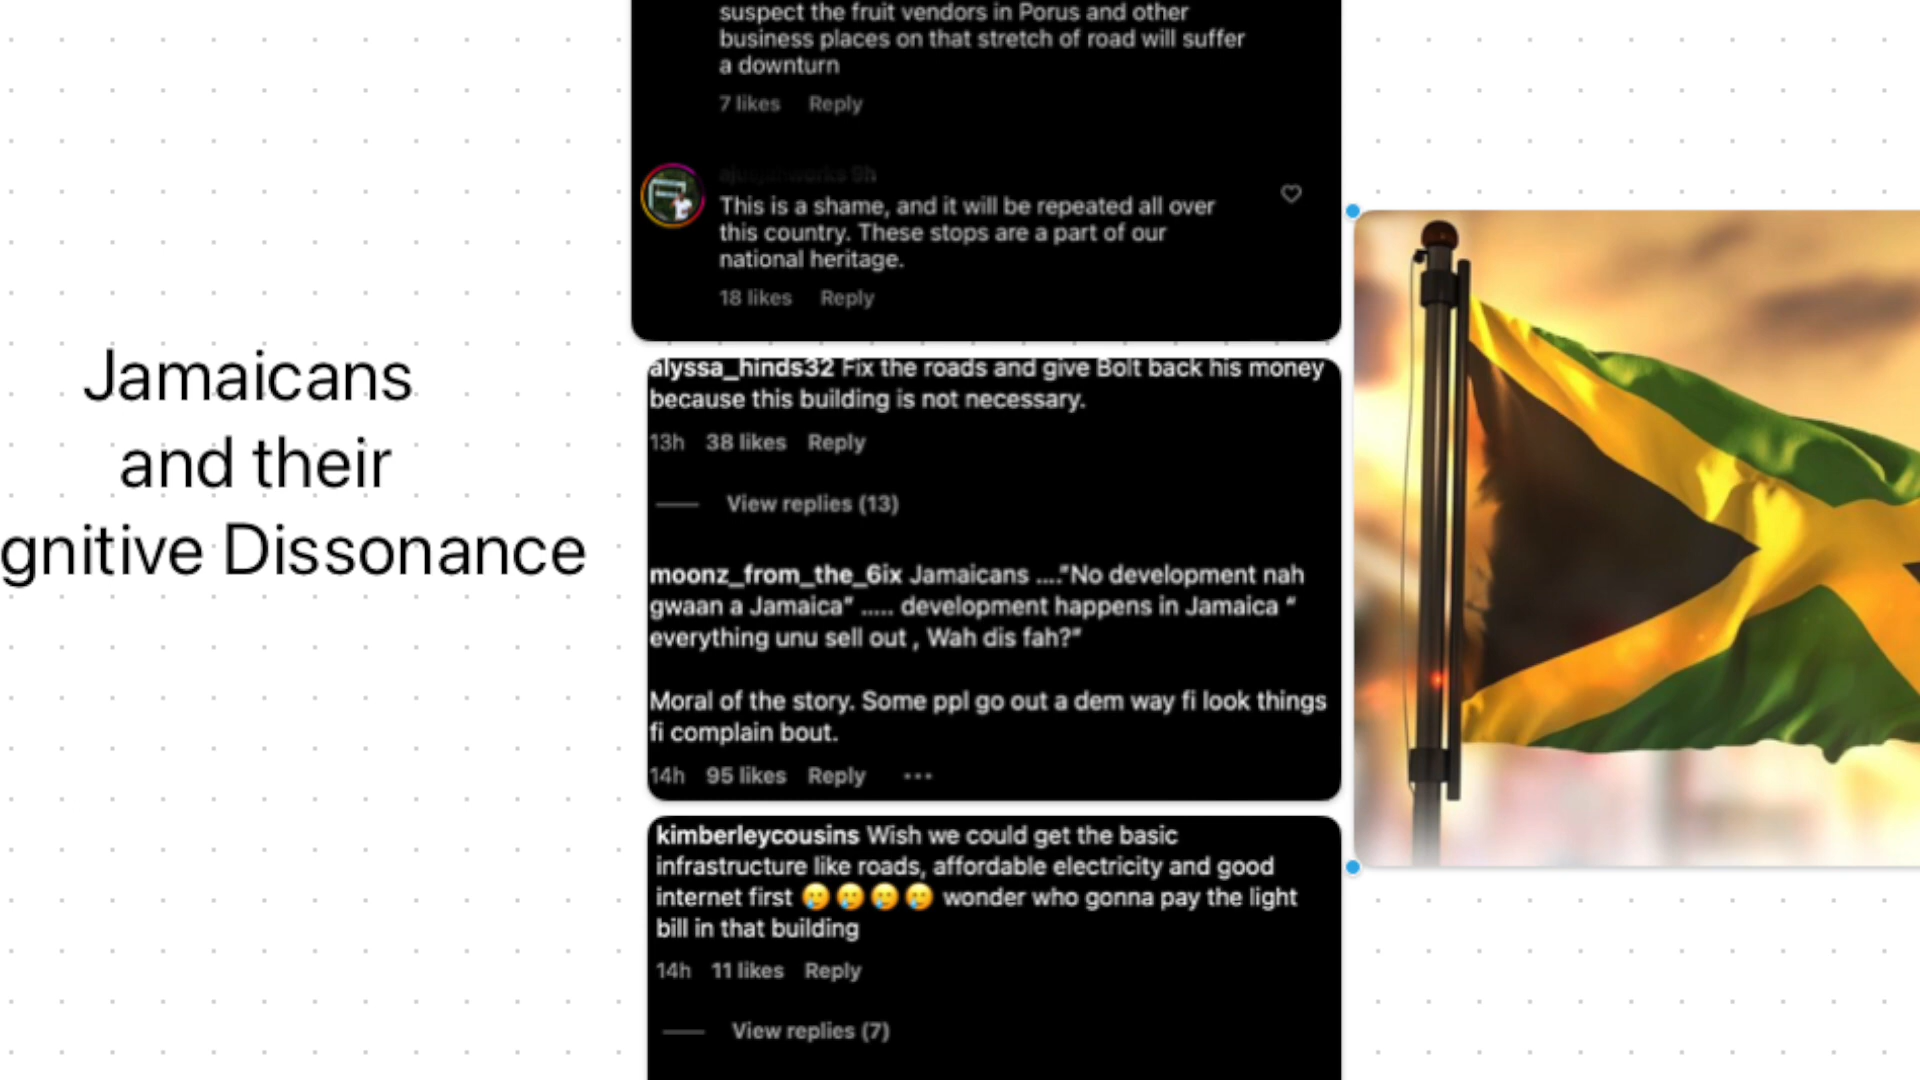 Jamaicans
and their
gnitive Dissonance
suspect the fruit vendors in Porus and other
business places on that stretch of road will suffer
a downturn
7 likes Reply
This is a shame, and it will be repeated all over
this country. These stops are a part of our
national heritage.
18 likes Reply
alyssa_hinds32 Fix the roads and give Bolt back his money
because this building is not necessary.
13h 38 likes Reply
View replies (13)
moonz_from_the_6ix Jamaicans ...."No development nah
gwaan a Jamaica" ..... development happens in Jamaica "
everything unu sell out , Wah dis fah?"
Moral of the story. Some ppl go out a dem way fi look things
fi complain bout.
14h 95 likes Reply ...
kimberleycousins Wish we could get the basic
infrastructure like roads, affordable electricity and good
internet first 🥲🥲🥲🥲 wonder who gonna pay the light
bill in that building
14h 11 likes Reply
View replies (7)